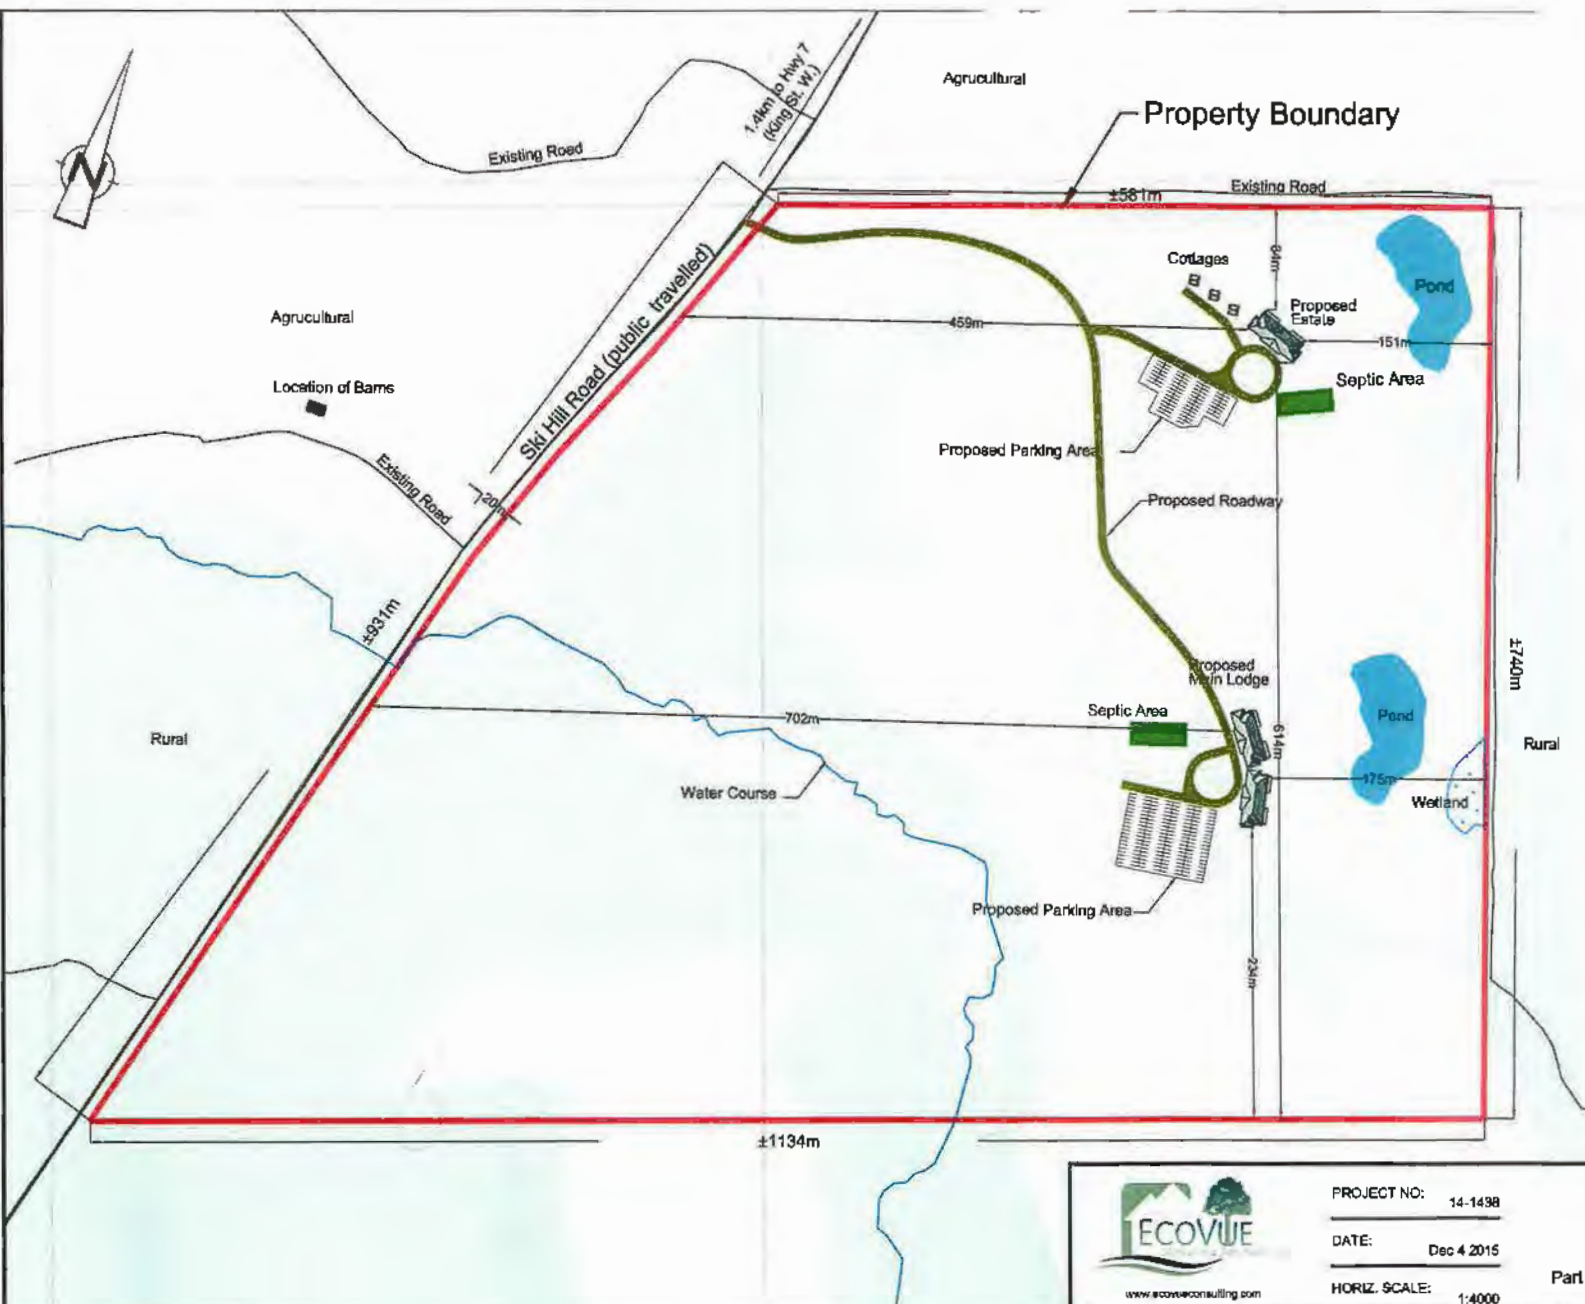 Agrucultural
1.4km to Hwy 7
(King St. W.)
Property Boundary
Existing Road
Existing Road
±581m
N
Ski Hill Road (public travelled)
84m
Cottages
Pond
Proposed
Estate
Agrucultural
459m
151m
Location of Barns
Septic Area
Proposed Parking Area
Existing Road
20m
Proposed Roadway
±931m
±740m
Proposed
Main Lodge
Septic Area
702m
614m
Pond
Rural
Rural
175m
Water Course
Wetland
Proposed Parking Area
234m
±1134m
ECOVUE
www.ecovueconsulting.com
PROJECT NO: 14-1438
DATE: Dec 4 2015
HORIZ. SCALE: 1:4000
Part